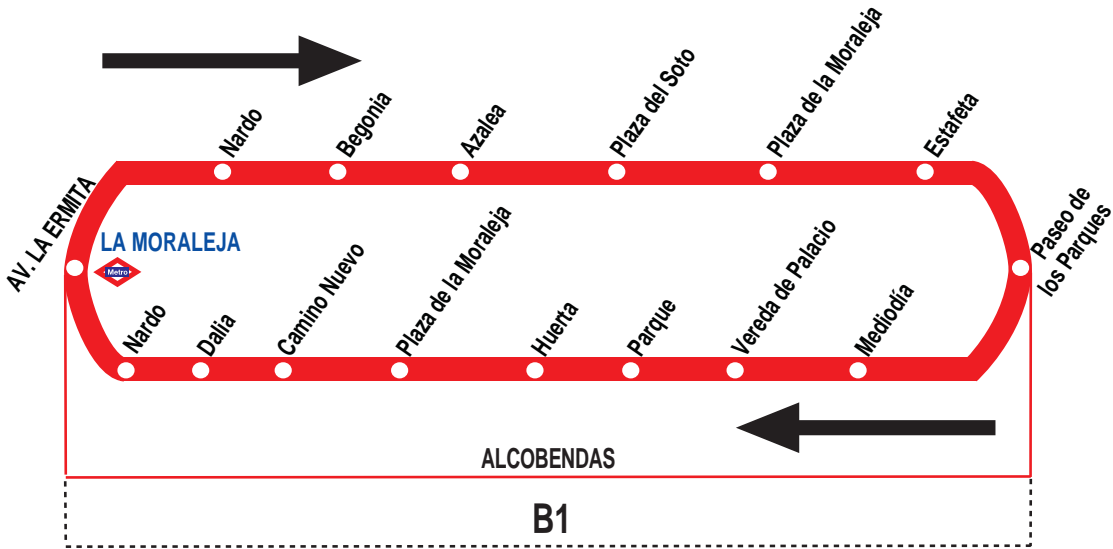 Nardo
Begonia
Azalea
Plaza del Soto
Plaza de la Moraleja
Estafeta
AV. LA ERMITA
LA MORALEJA
Metro
Paseo de
los Parques
Nardo
Dalia
Camino Nuevo
Plaza de la Moraleja
Huerta
Parque
Vereda de Palacio
Mediodía
ALCOBENDAS
B1